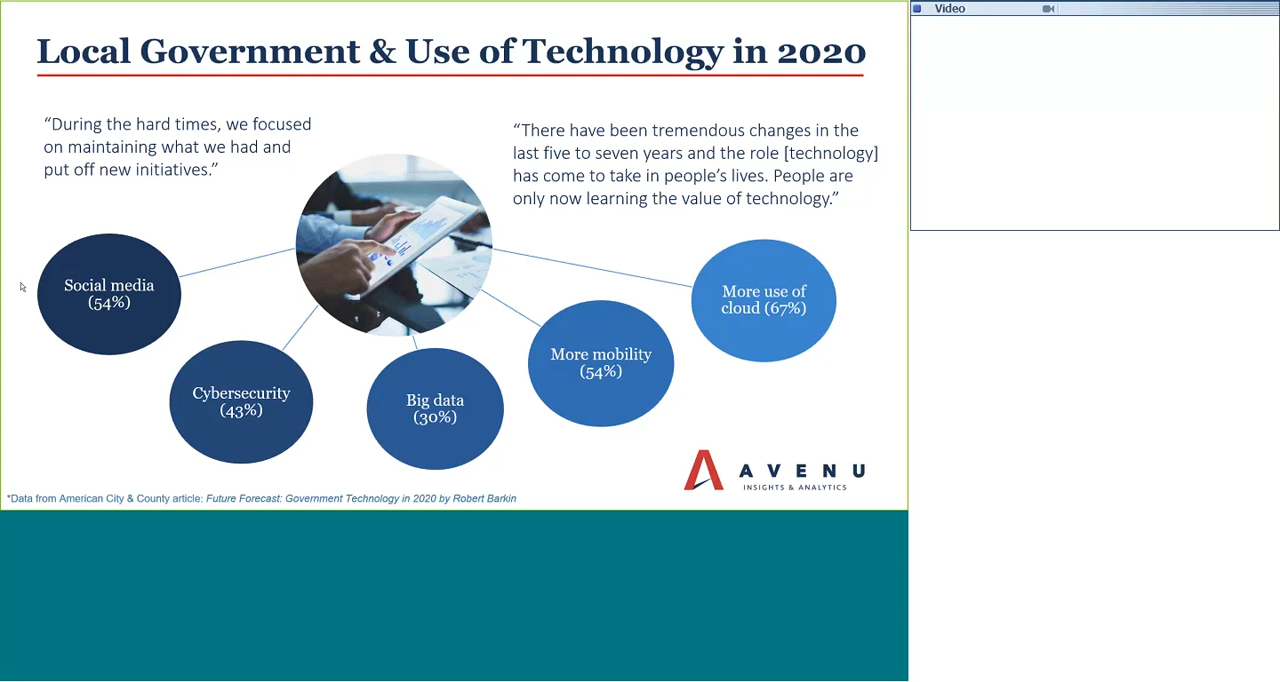 Local Government & Use of Technology in 2020
“During the hard times, we focused
on maintaining what we had and
put off new initiatives.”
“There have been tremendous changes in the
last five to seven years and the role [technology]
has come to take in people’s lives. People are
only now learning the value of technology.”
Social media
(54%)
Cybersecurity
(43%)
Big data
(30%)
More mobility
(54%)
More use of
cloud (67%)
AVENU
INSIGHTS & ANALYTICS
*Data from American City & County article: Future Forecast: Government Technology in 2020 by Robert Barkin
Video